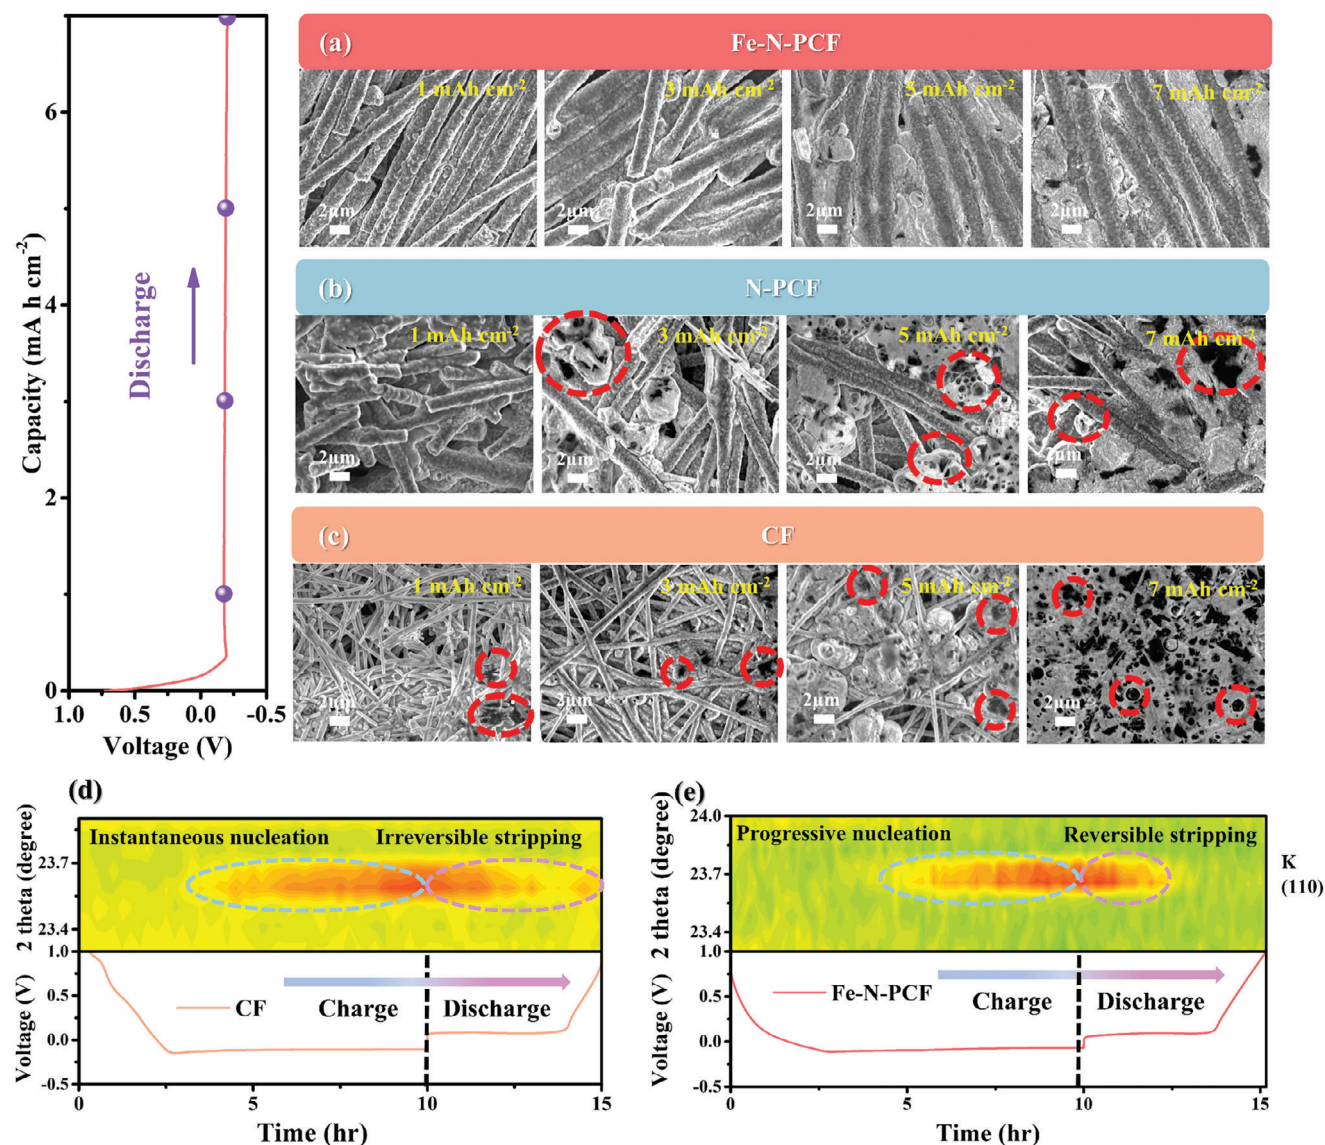 (a) Fe-N-PCF
1 mAh cm-2
3 mAh cm-2
5 mAh cm-2
7 mAh cm-2
2μm
2μm
2μm
2μm
(b) N-PCF
1 mAh cm-2
3 mAh cm-2
5 mAh cm-2
7 mAh cm-2
2μm
2μm
2μm
2μm
(c) CF
1 mAh cm-2
3 mAh cm-2
5 mAh cm-2
7 mAh cm-2
2μm
2μm
2μm
2μm
Capacity (mA h cm-2)
6
4
2
0
Discharge
1.0 0.5 0.0 -0.5
Voltage (V)
(d)
Instantaneous nucleation Irreversible stripping
2 theta (degree)
23.7
23.4
1.0
0.5
0.0
-0.5
Voltage (V)
CF
Charge Discharge
0 5 10 15
Time (hr)
(e)
24.0
Progressive nucleation Reversible stripping
2 theta (degree)
23.7
23.4
K
(110)
1.0
0.5
0.0
-0.5
Voltage (V)
Fe-N-PCF
Charge Discharge
0 5 10 15
Time (hr)